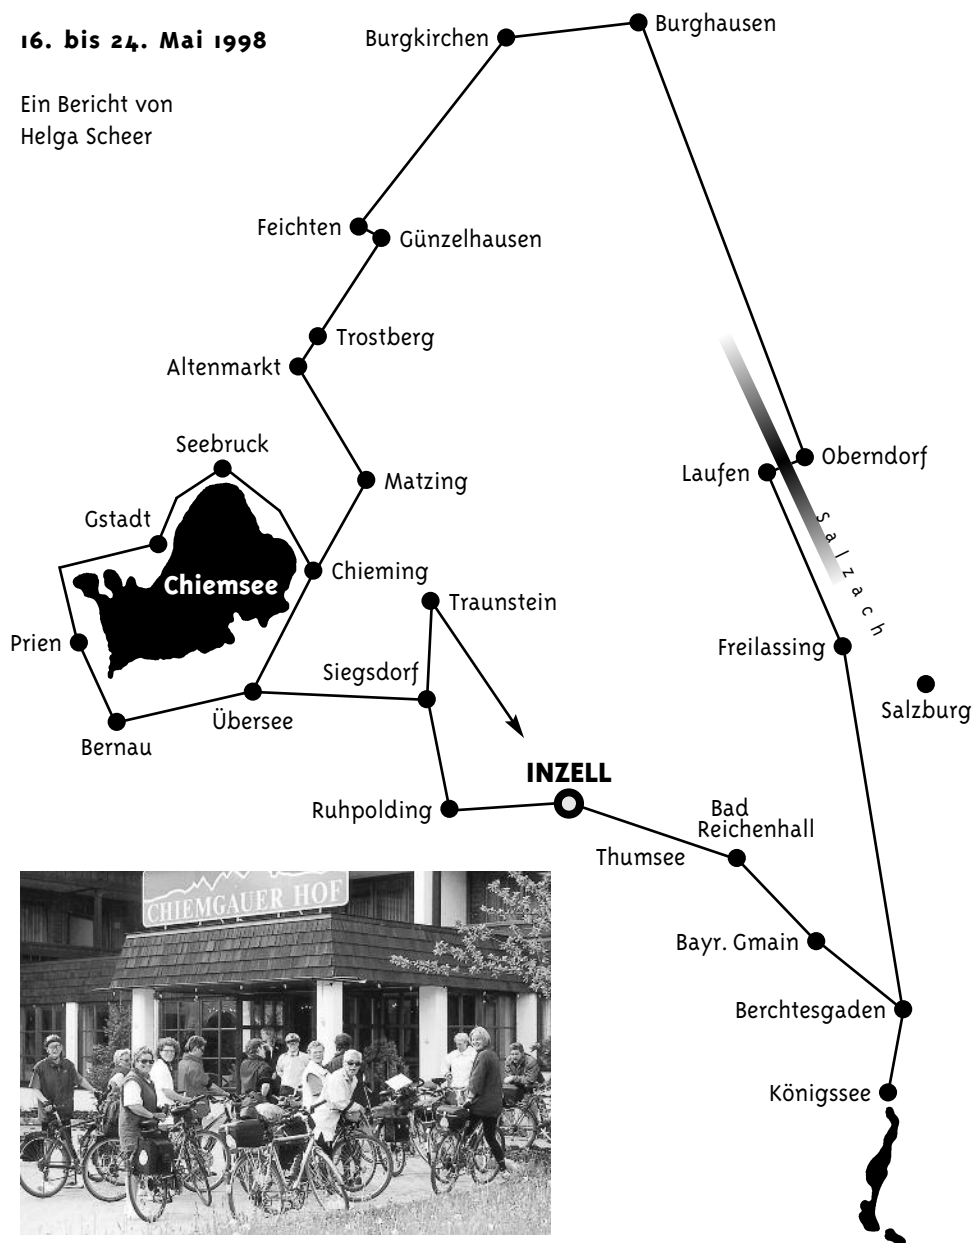 16. bis 24. Mai 1998
Ein Bericht von
Helga Scheer
Burgkirchen
Burghausen
Feichten
Günzelhausen
Trostberg
Altenmarkt
Seebruck
Matzing
Laufen
Oberndorf
Gstadt
Salzach
Chiemsee
Chieming
Traunstein
Prien
Freilassing
Siegsdorf
Salzburg
Übersee
Bernau
INZELL
Ruhpolding
Bad
Reichenhall
Thumsee
CHIEMGAUER HOF
Bayr. Gmain
Berchtesgaden
Königssee